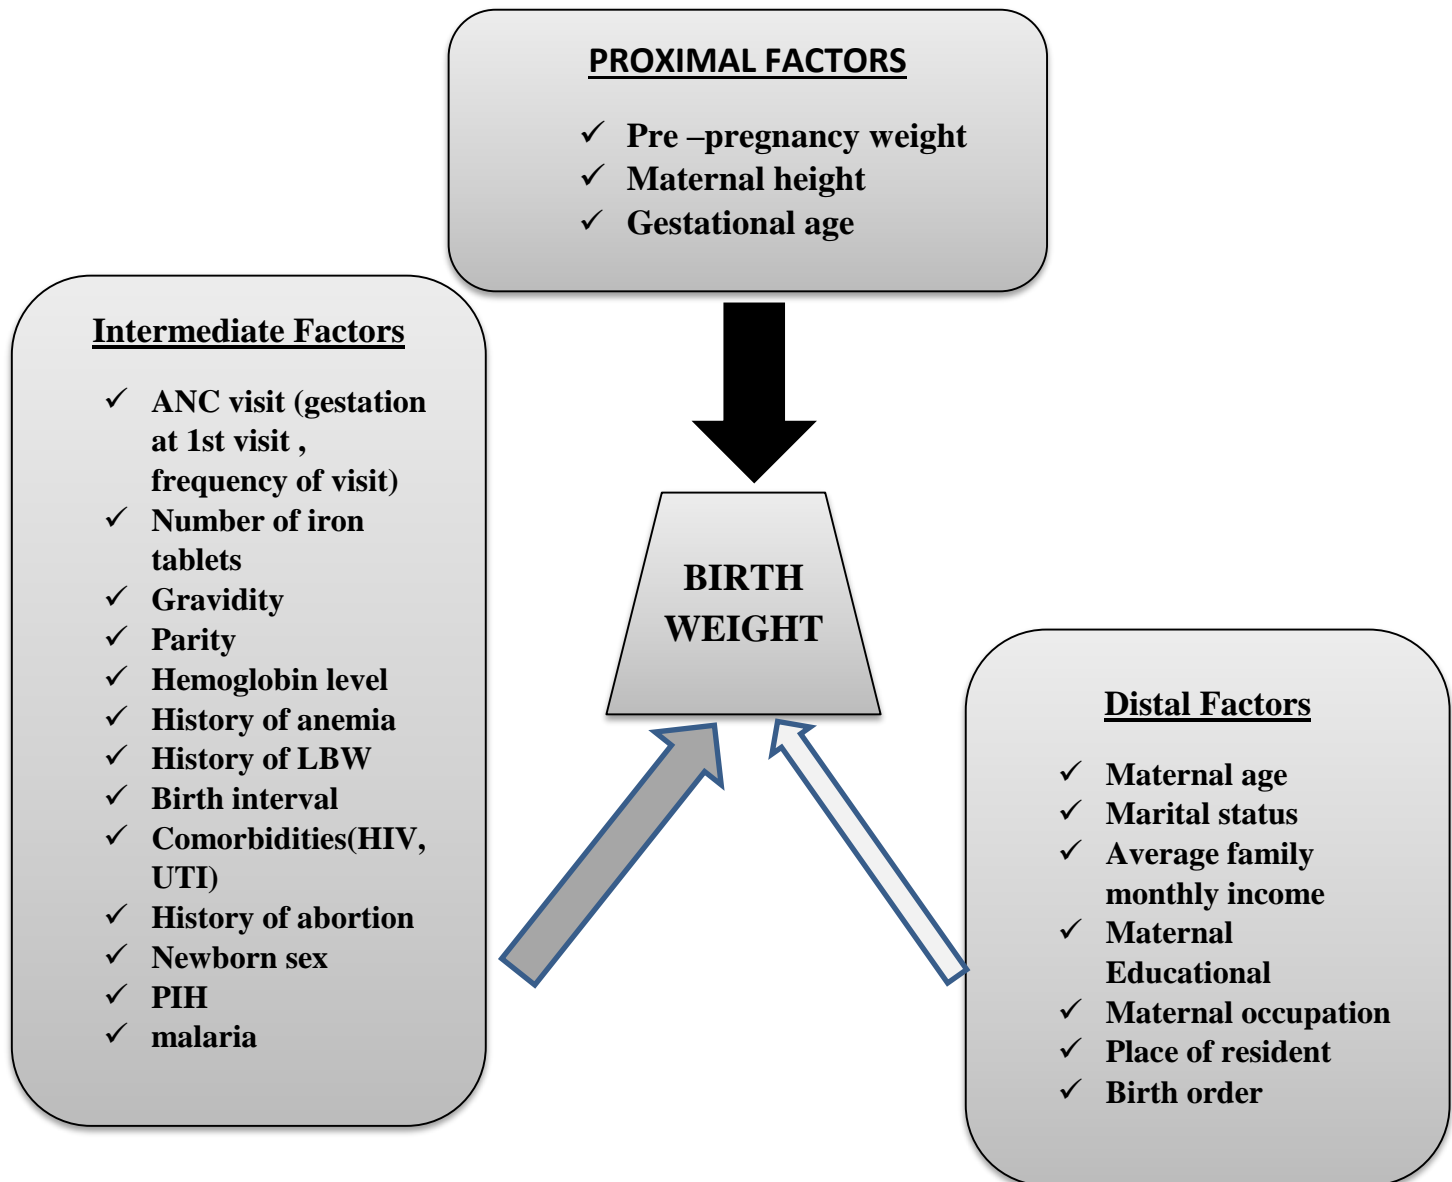 PROXIMAL FACTORS
✓ Pre –pregnancy weight
✓ Maternal height
✓ Gestational age
Intermediate Factors
✓ ANC visit (gestation
at 1st visit ,
frequency of visit)
✓ Number of iron
tablets
✓ Gravidity
✓ Parity
✓ Hemoglobin level
✓ History of anemia
✓ History of LBW
✓ Birth interval
✓ Comorbidities(HIV,
UTI)
✓ History of abortion
✓ Newborn sex
✓ PIH
✓ malaria
BIRTH
WEIGHT
Distal Factors
✓ Maternal age
✓ Marital status
✓ Average family
monthly income
✓ Maternal
Educational
✓ Maternal occupation
✓ Place of resident
✓ Birth order